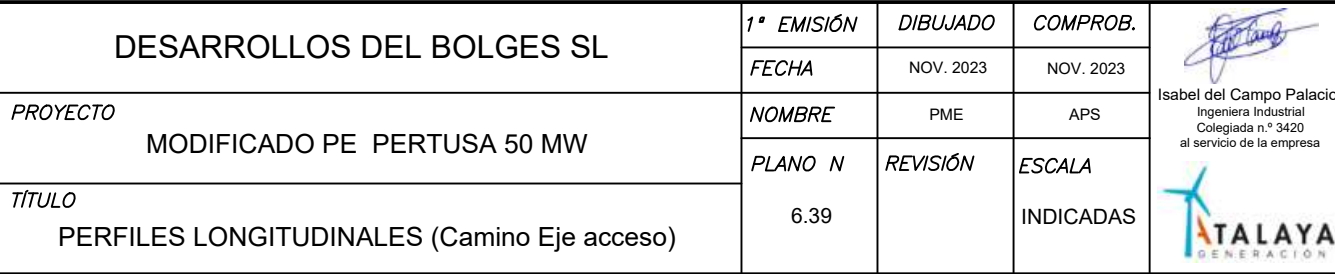 DESARROLLOS DEL BOLGES SL
PROYECTO
MODIFICADO PE PERTUSA 50 MW
TÍTULO
PERFILES LONGITUDINALES (Camino Eje acceso)
1ª EMISIÓN
DIBUJADO
COMPROB.
FECHA
NOV. 2023
NOV. 2023
NOMBRE
PME
APS
PLANO N
6.39
REVISIÓN
ESCALA
INDICADAS
Isabel del Campo Palacio
Ingeniera Industrial
Colegiada n.º 3420
al servicio de la empresa
ATALAYA
GENERACIÓN